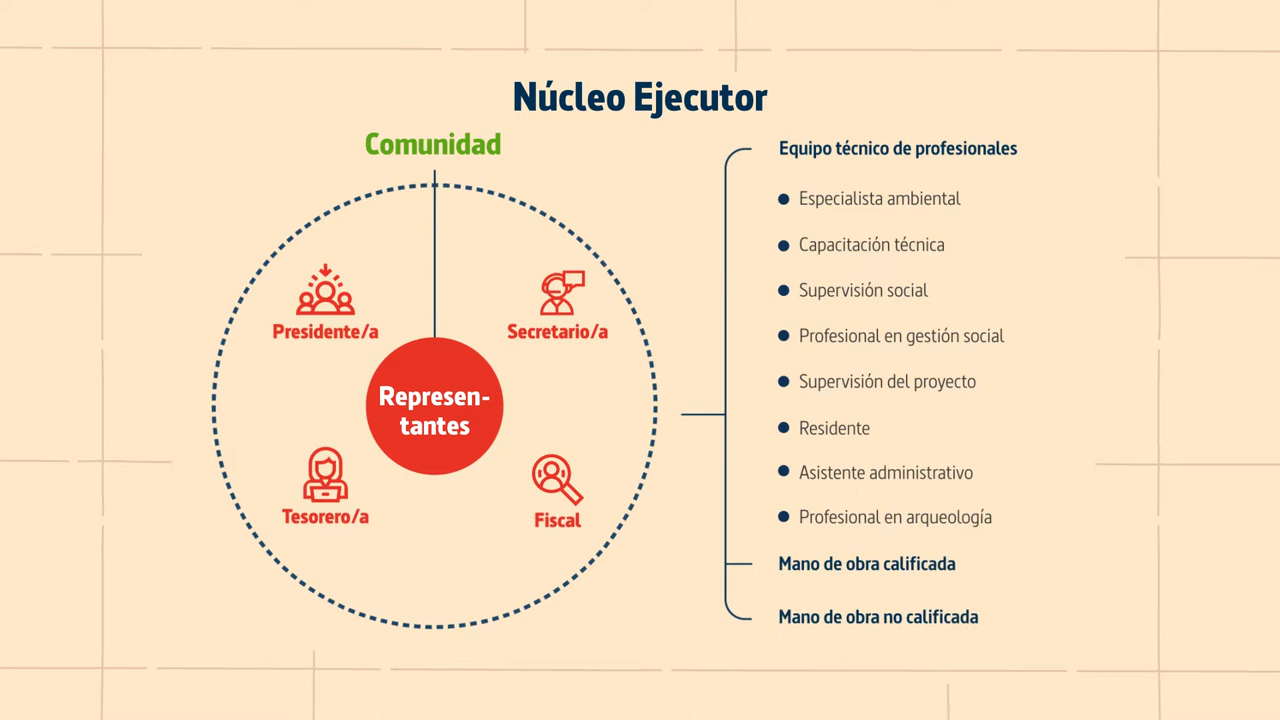 Núcleo Ejecutor
Comunidad
Presidente/a
Secretario/a
Represen-
tantes
Tesorero/a
Fiscal
Equipo técnico de profesionales
Especialista ambiental
Capacitación técnica
Supervisión social
Profesional en gestión social
Supervisión del proyecto
Residente
Asistente administrativo
Profesional en arqueología
Mano de obra calificada
Mano de obra no calificada